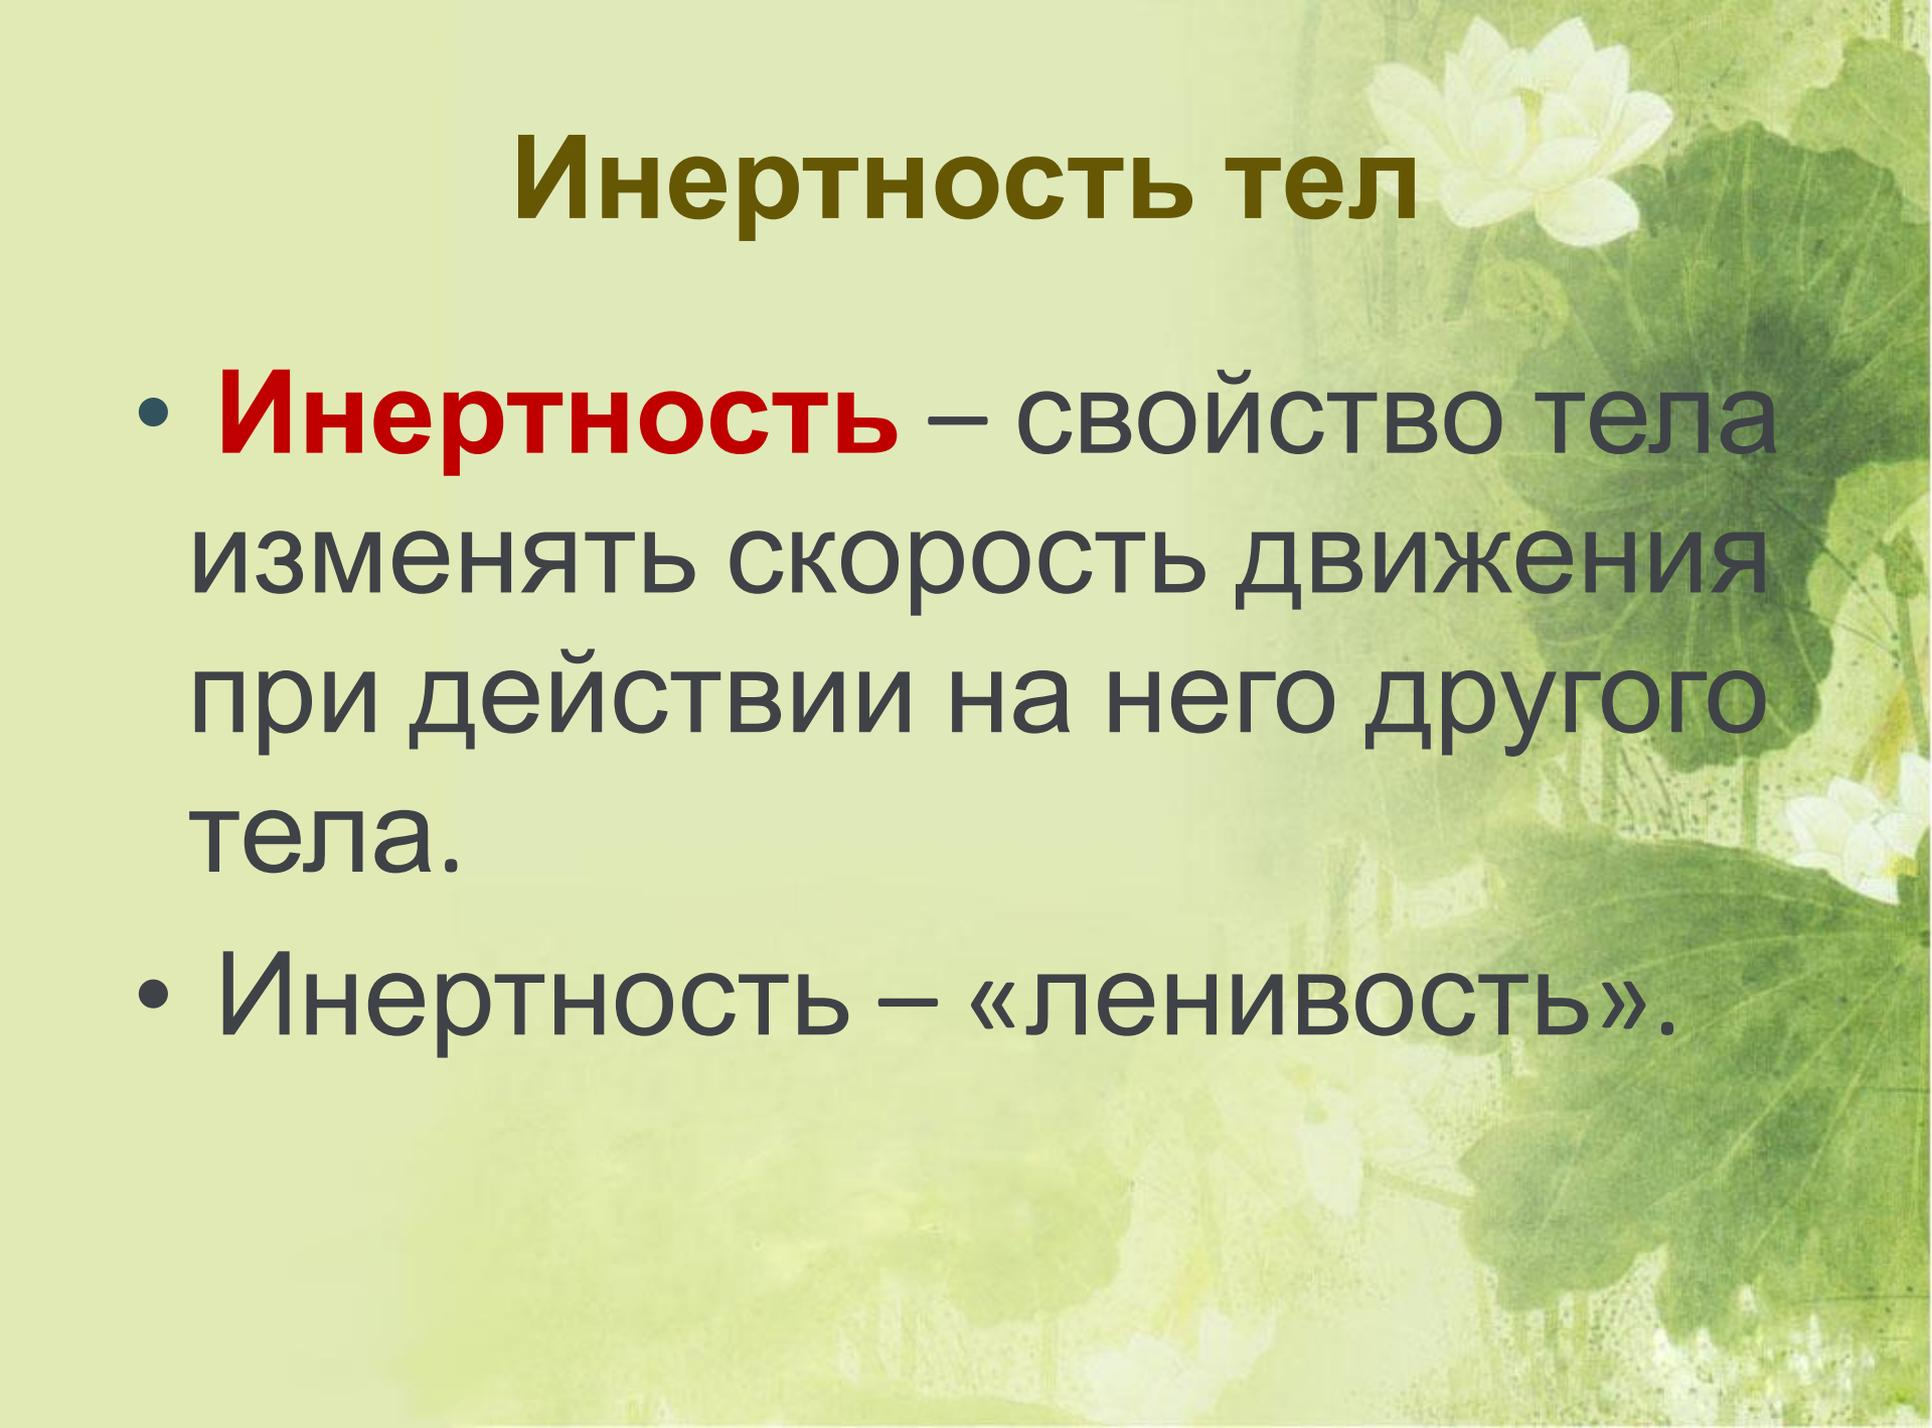 Инертность тел
• Инертность – свойство тела
изменять скорость движения
при действии на него другого
тела.
• Инертность – «ленивость».